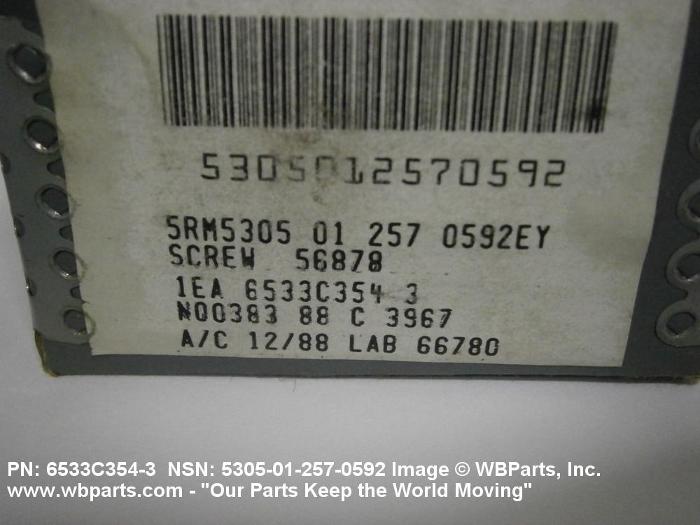 5305012570592
5RM5305 01 257 0592EY
SCREW 56878
1EA 6533C354 3
N00383 88 C 3967
A/C 12/88 LAB 66780
PN: 6533C354-3 NSN: 5305-01-257-0592 Image © WBParts, Inc.
www.wbparts.com - "Our Parts Keep the World Moving"